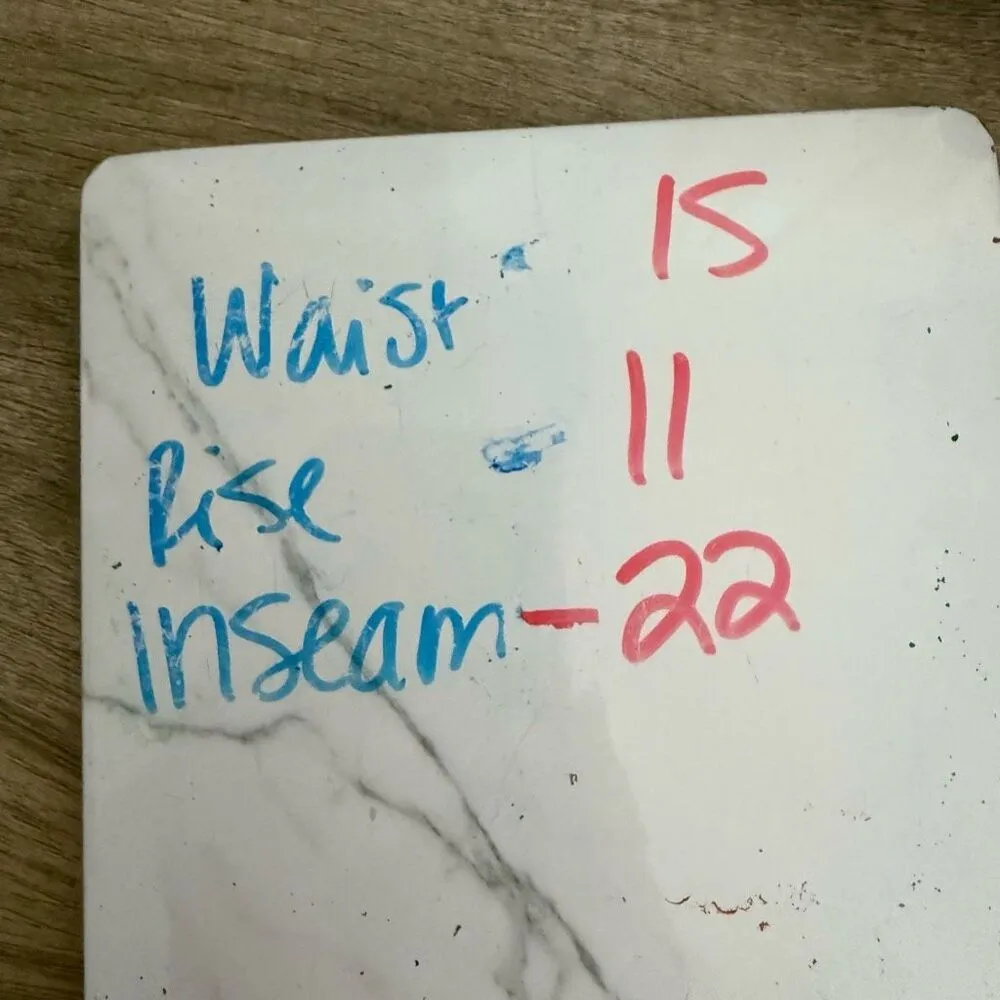 Waist 15
Rise 11
Inseam - 22